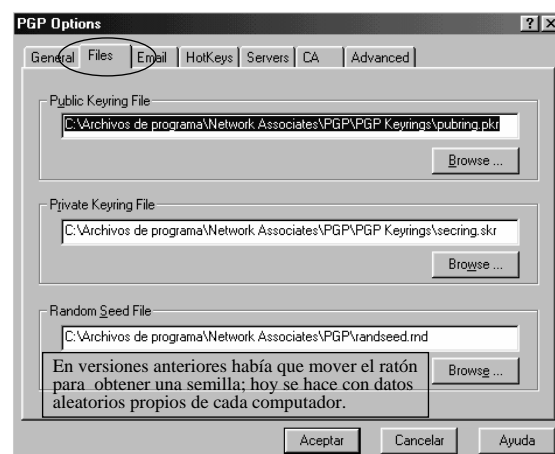 PGP Options
General Files Email HotKeys Servers CA Advanced
Public Keyring File
C:\Archivos de programa\Network Associates\PGP\PGP Keyrings\pubring.pkr
Browse ...
Private Keyring File
C:\Archivos de programa\Network Associates\PGP\PGP Keyrings\secring.skr
Browse ...
Random Seed File
C:\Archivos de programa\Network Associates\PGP\randseed.rnd
Browse ...
En versiones anteriores había que mover el ratón
para obtener una semilla; hoy se hace con datos
aleatorios propios de cada computador.
Aceptar Cancelar Ayuda